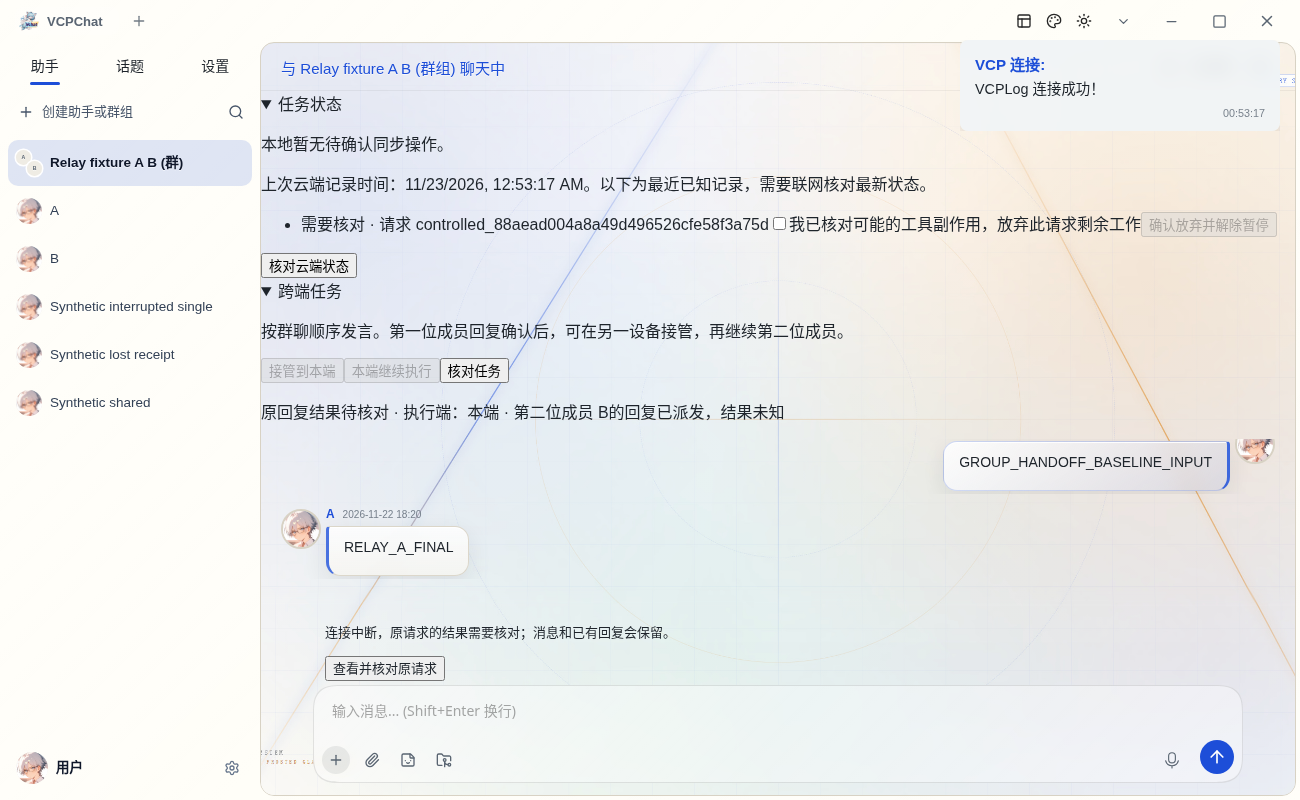 VCPChat
助手 话题 设置
创建助手或群组
Relay fixture A B (群)
A
B
Synthetic interrupted single
Synthetic lost receipt
Synthetic shared
用户
与 Relay fixture A B (群组) 聊天中
VCP 连接:
VCPLog 连接成功！
00:53:17
任务状态
本地暂无待确认同步操作。
上次云端记录时间：11/23/2026, 12:53:17 AM。以下为最近已知记录，需要联网核对最新状态。
需要核对 · 请求 controlled_88aead004a8a49d496526cfe58f3a75d 我已核对可能的工具副作用，放弃此请求剩余工作 确认放弃并解除暂停
核对云端状态
跨端任务
按群聊顺序发言。第一位成员回复确认后，可在另一设备接管，再继续第二位成员。
接管到本端 本端继续执行 核对任务
原回复结果待核对 · 执行端：本端 · 第二位成员 B的回复已派发，结果未知
GROUP_HANDOFF_BASELINE_INPUT
A 2026-11-22 18:20
RELAY_A_FINAL
连接中断，原请求的结果需要核对；消息和已有回复会保留。
查看并核对原请求
输入消息... (Shift+Enter 换行)